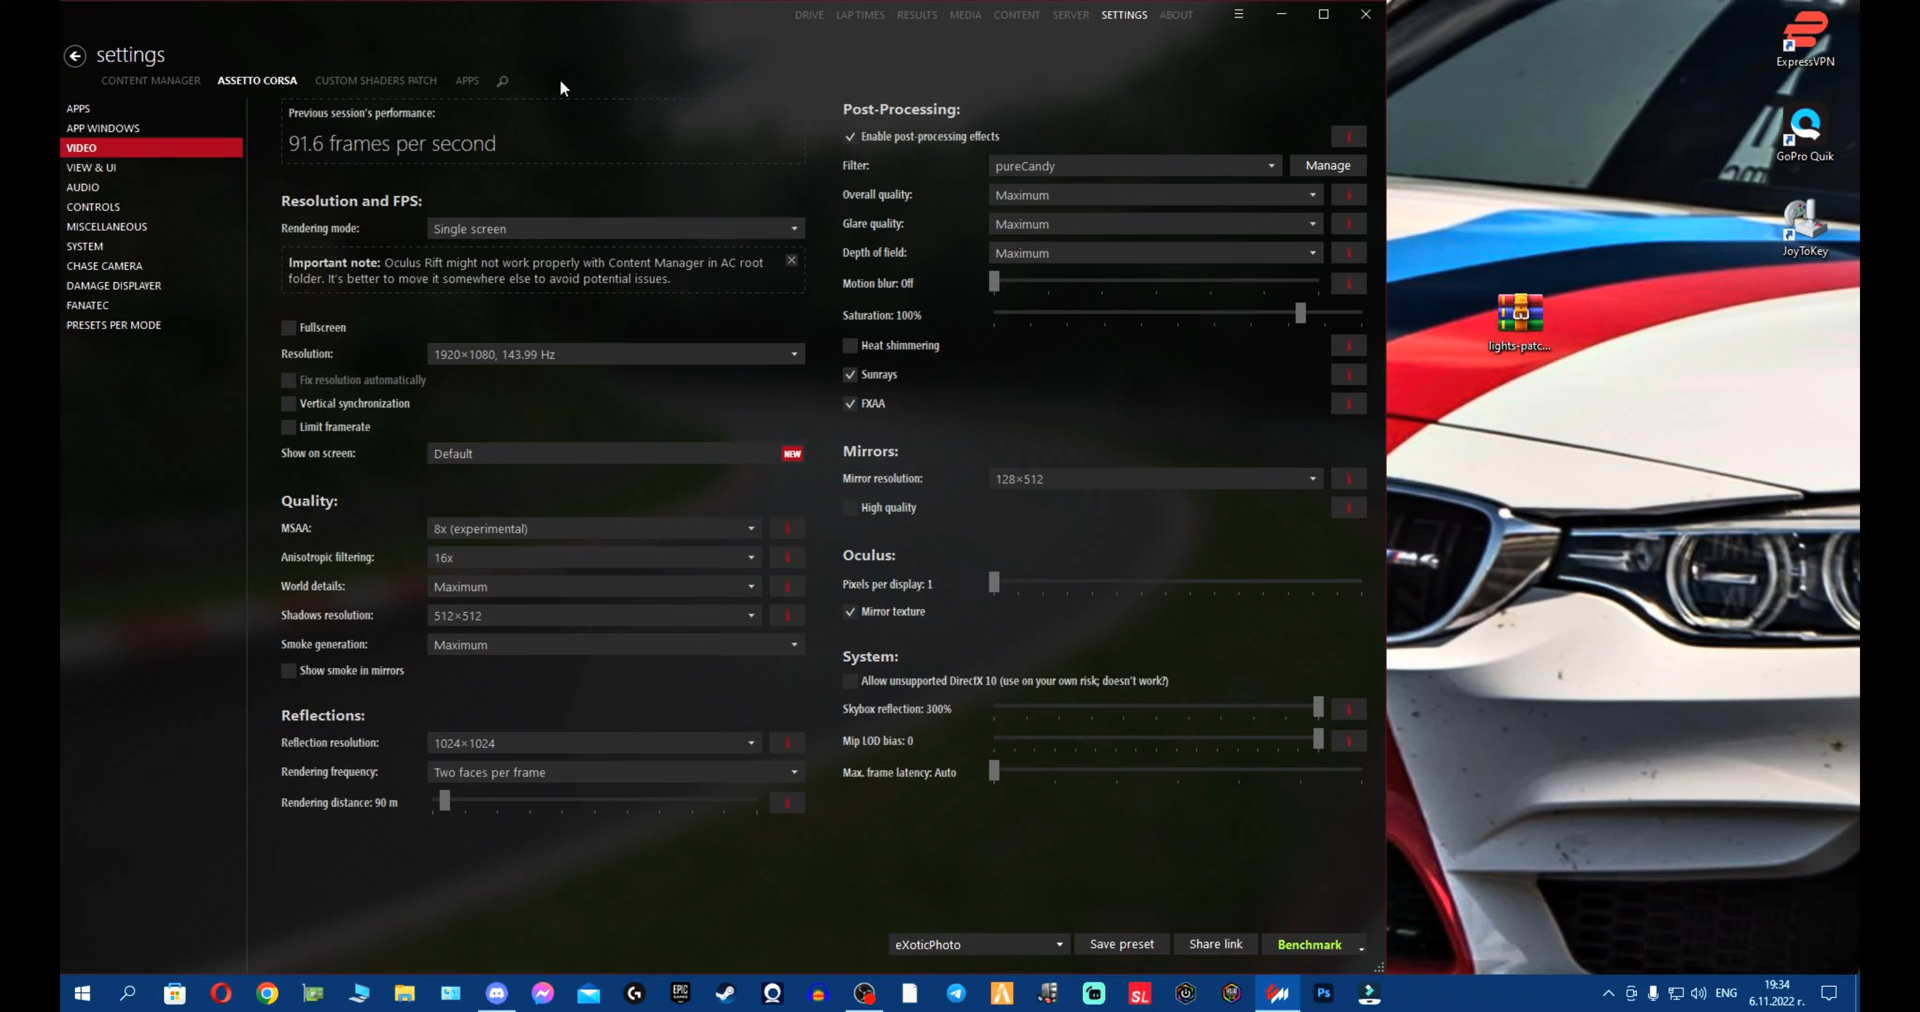 DRIVE LAP TIMES RESULTS MEDIA CONTENT SERVER SETTINGS ABOUT
settings
CONTENT MANAGER ASSETTO CORSA CUSTOM SHADERS PATCH APPS
APPS
APP WINDOWS
VIDEO
VIEW & UI
AUDIO
CONTROLS
MISCELLANEOUS
SYSTEM
CHASE CAMERA
DAMAGE DISPLAYER
FANATEC
PRESETS PER MODE
Previous session's performance:
91.6 frames per second
Resolution and FPS:
Rendering mode: Single screen
Important note: Oculus Rift might not work properly with Content Manager in AC root
folder. It's better to move it somewhere else to avoid potential issues.
Fullscreen
Resolution: 1920×1080, 143.99 Hz
Fix resolution automatically
Vertical synchronization
Limit framerate
Show on screen: Default NEW
Quality:
MSAA: 8x (experimental)
Anisotropic filtering: 16x
World details: Maximum
Shadows resolution: 512×512
Smoke generation: Maximum
Show smoke in mirrors
Reflections:
Reflection resolution: 1024×1024
Rendering frequency: Two faces per frame
Rendering distance: 90 m
Post-Processing:
Enable post-processing effects
Filter: pureCandy Manage
Overall quality: Maximum
Glare quality: Maximum
Depth of field: Maximum
Motion blur: Off
Saturation: 100%
Heat shimmering
Sunrays
FXAA
Mirrors:
Mirror resolution: 128×512
High quality
Oculus:
Pixels per display: 1
Mirror texture
System:
Allow unsupported DirectX 10 (use on your own risk; doesn't work?)
Skybox reflection: 300%
Mip LOD bias: 0
Max. frame latency: Auto
eXoticPhoto Save preset Share link Benchmark
ExpressVPN
GoPro Quik
JoyToKey
lights-patc...
EPIC
SL
Ps
ENG
19:34
6.11.2022 г.